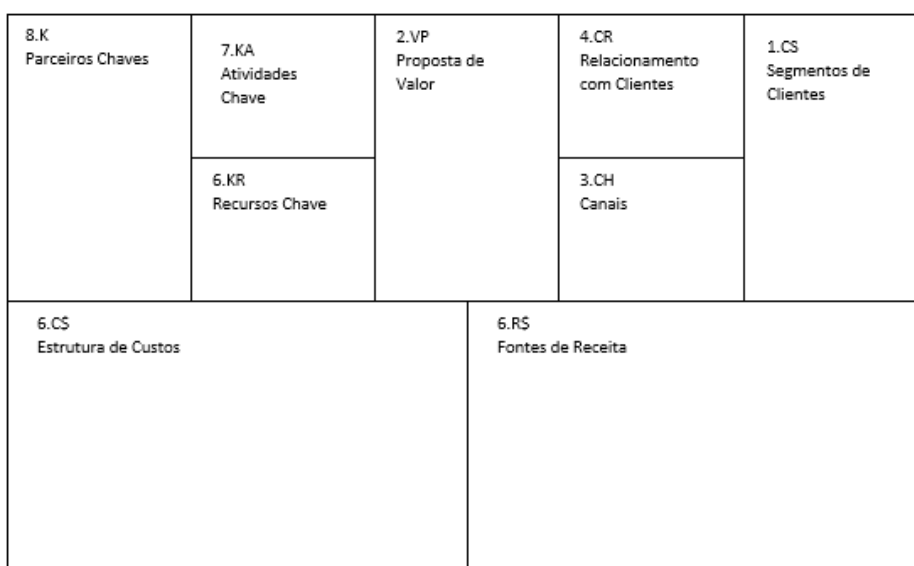 8.K
Parceiros Chaves
7.KA
Atividades
Chave
6.KR
Recursos Chave
2.VP
Proposta de
Valor
4.CR
Relacionamento
com Clientes
3.CH
Canais
1.CS
Segmentos de
Clientes
6.C$
Estrutura de Custos
6.R$
Fontes de Receita